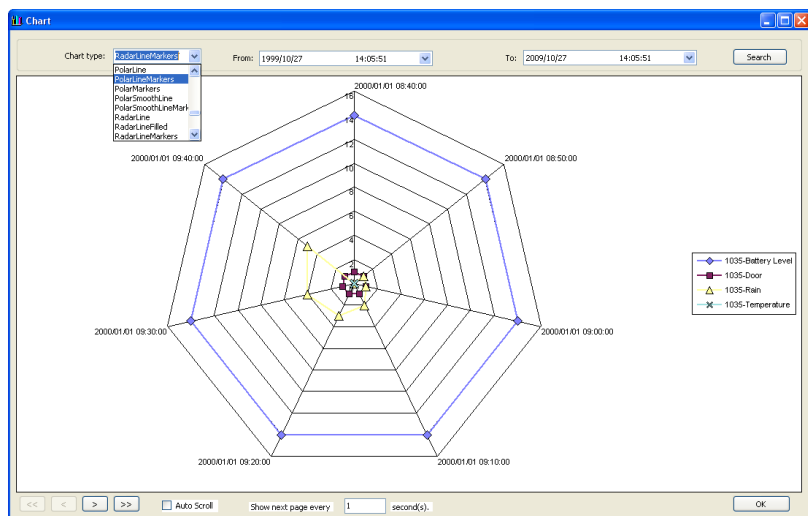 Chart
Chart type: RadarLineMarkers From: 1999/10/27 14:05:51 To: 2009/10/27 14:05:51 Search
PolarLine
PolarLineMarkers
PolarMarkers
PolarSmoothLine
PolarSmoothLineMark
RadarLine
RadarLineFilled
RadarLineMarkers
2000/01/01 08:40:00
16
14
12
10
8
6
4
2
2000/01/01 08:50:00
2000/01/01 09:00:00
2000/01/01 09:10:00
2000/01/01 09:20:00
2000/01/01 09:30:00
2000/01/01 09:40:00
1035-Battery Level
1035-Door
1035-Rain
1035-Temperature
<< < > >> Auto Scroll Show next page every 1 second(s). OK